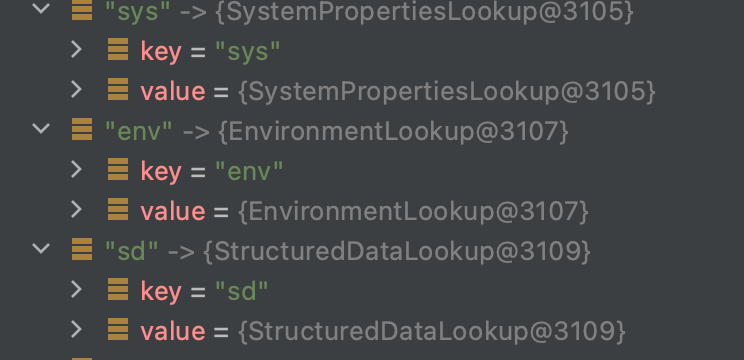 "sys" -> {SystemPropertiesLookup@3105}
key = "sys"
value = {SystemPropertiesLookup@3105}
"env" -> {EnvironmentLookup@3107}
key = "env"
value = {EnvironmentLookup@3107}
"sd" -> {StructuredDataLookup@3109}
key = "sd"
value = {StructuredDataLookup@3109}